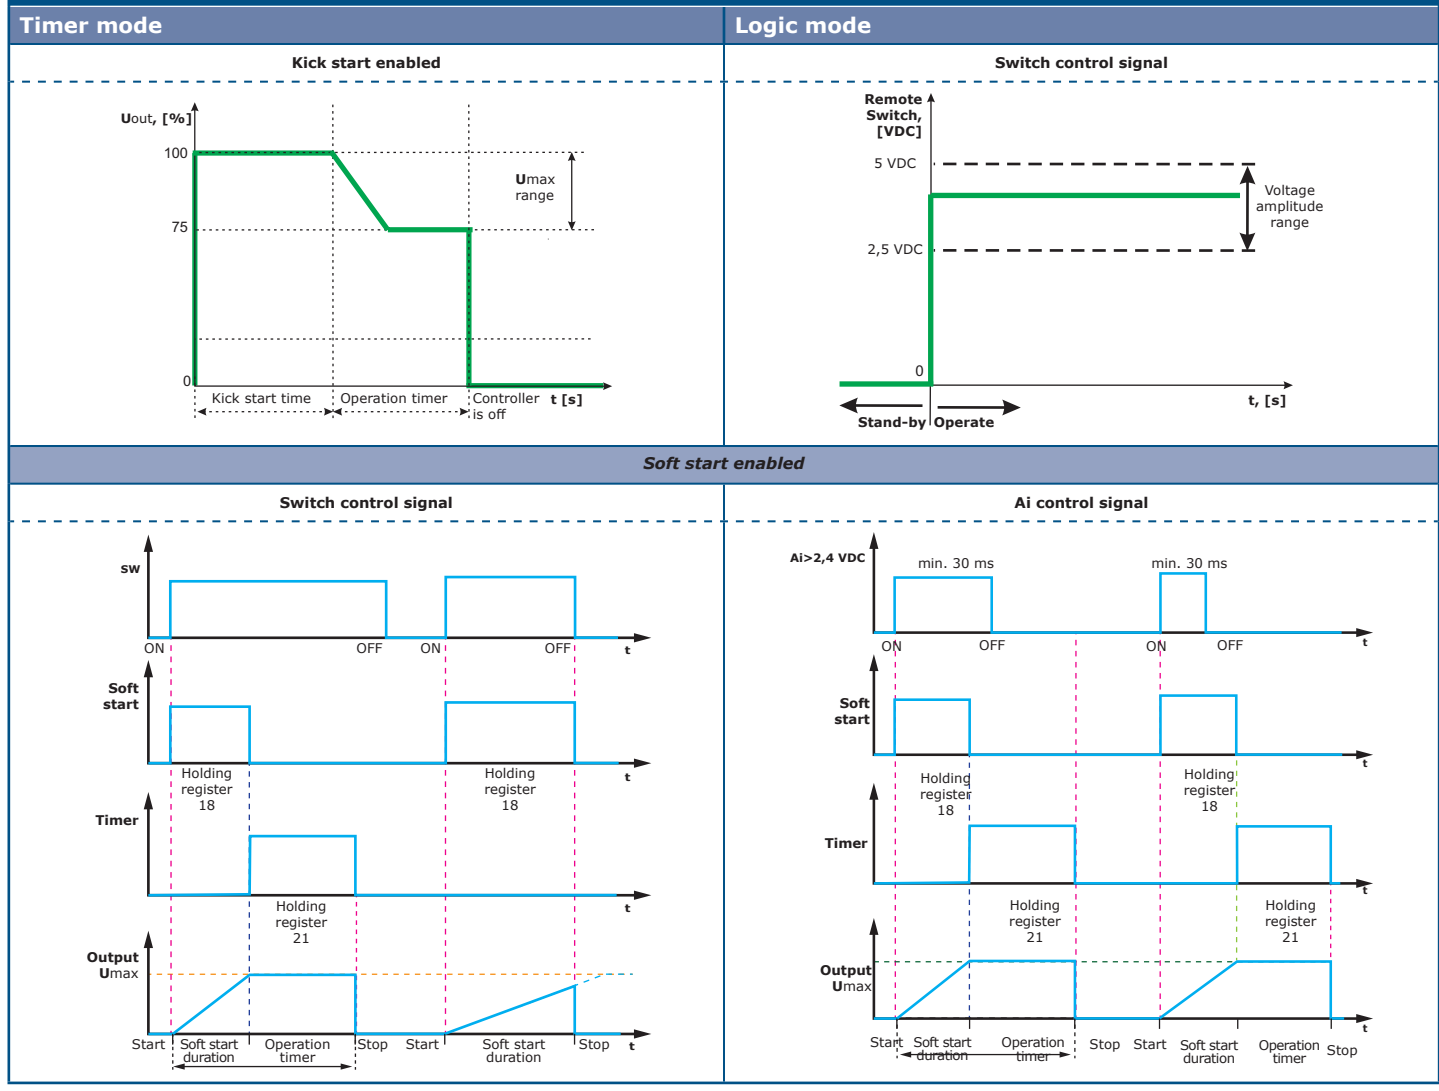 Timer mode
Logic mode
Kick start enabled
Uout, [%]
100
75
0
Umax
range
Kick start time
Operation timer
Controller
is off
t [s]
Switch control signal
Remote
Switch,
[VDC]
5 VDC
2,5 VDC
0
Voltage
amplitude
range
t, [s]
Stand-by
Operate
Soft start enabled
Switch control signal
sw
ON
OFF
ON
OFF
t
Soft
start
t
Holding
register
18
Holding
register
18
Timer
t
Holding
register
21
Output
Umax
Start
Soft start
duration
Operation
timer
Stop
Start
Soft start
duration
Stop
t
Ai control signal
Ai>2,4 VDC
min. 30 ms
min. 30 ms
ON
OFF
ON
OFF
t
Soft
start
t
Holding
register
18
Holding
register
18
Timer
t
Holding
register
21
Holding
register
21
Output
Umax
t
Start
Soft start
duration
Operation
timer
Stop
Start
Soft start
duration
Operation
timer
Stop